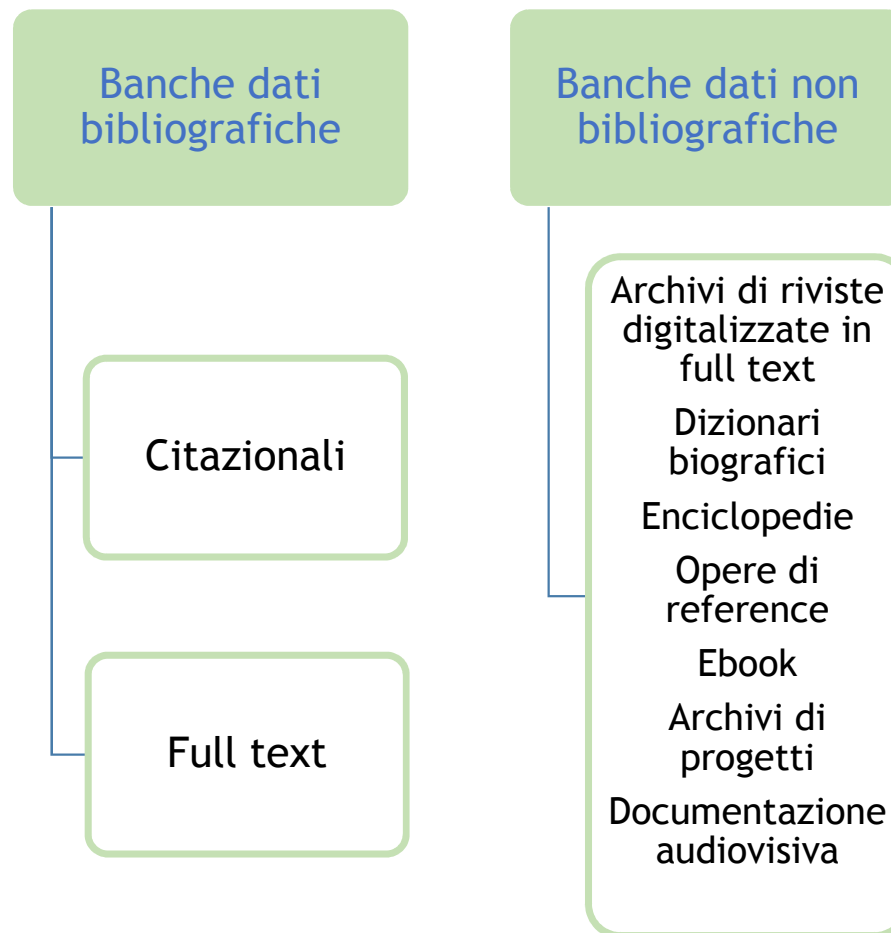 Banche dati
bibliografiche
Citazionali
Full text
Banche dati non
bibliografiche
Archivi di riviste
digitalizzate in
full text
Dizionari
biografici
Enciclopedie
Opere di
reference
Ebook
Archivi di
progetti
Documentazione
audiovisiva